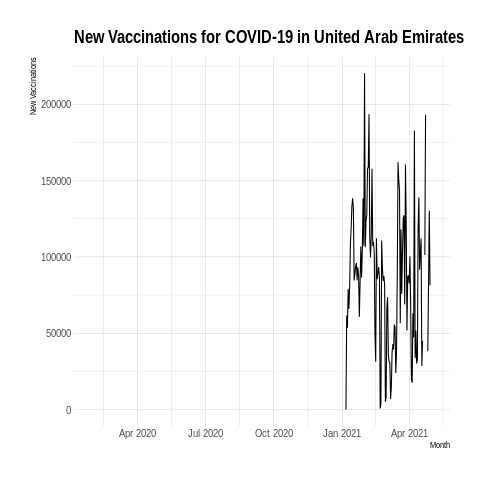 New Vaccinations for COVID-19 in United Arab Emirates
New Vaccinations
200000
150000
100000
50000
0
Apr 2020 Jul 2020 Oct 2020 Jan 2021 Apr 2021
Month